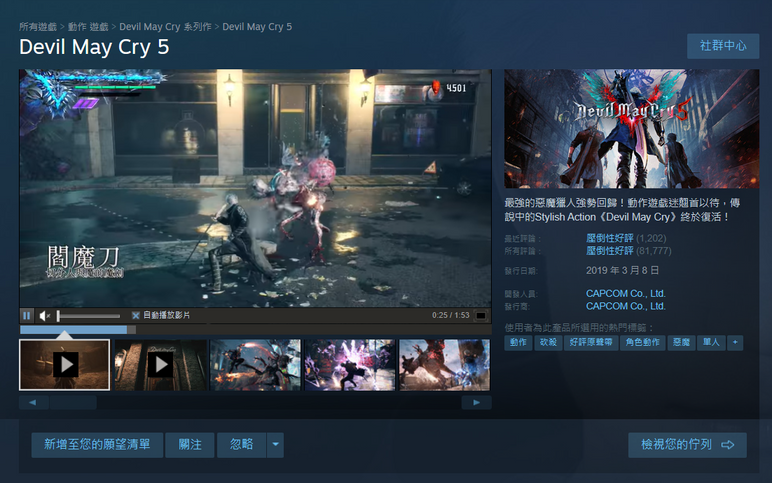 所有遊戲 > 動作 遊戲 > Devil May Cry 系列作 > Devil May Cry 5
Devil May Cry 5
社群中心
4501
Devil May Cry 5
閻魔刀
最強的惡魔獵人強勢回歸！動作遊戲迷翹首以待，傳
說中的Stylish Action《Devil May Cry》終於復活！
最近評論：
壓倒性好評 (1,202)
所有評論：
壓倒性好評 (81,777)
發行日期：
2019 年 3 月 8 日
開發人員：
CAPCOM Co., Ltd.
發行商：
CAPCOM Co., Ltd.
使用者為此產品所選用的熱門標籤：
動作 砍殺 好評原聲帶 角色動作 惡魔 單人 +
自動播放影片
0:25 / 1:53
新增至您的願望清單
關注
忽略
檢視您的佇列